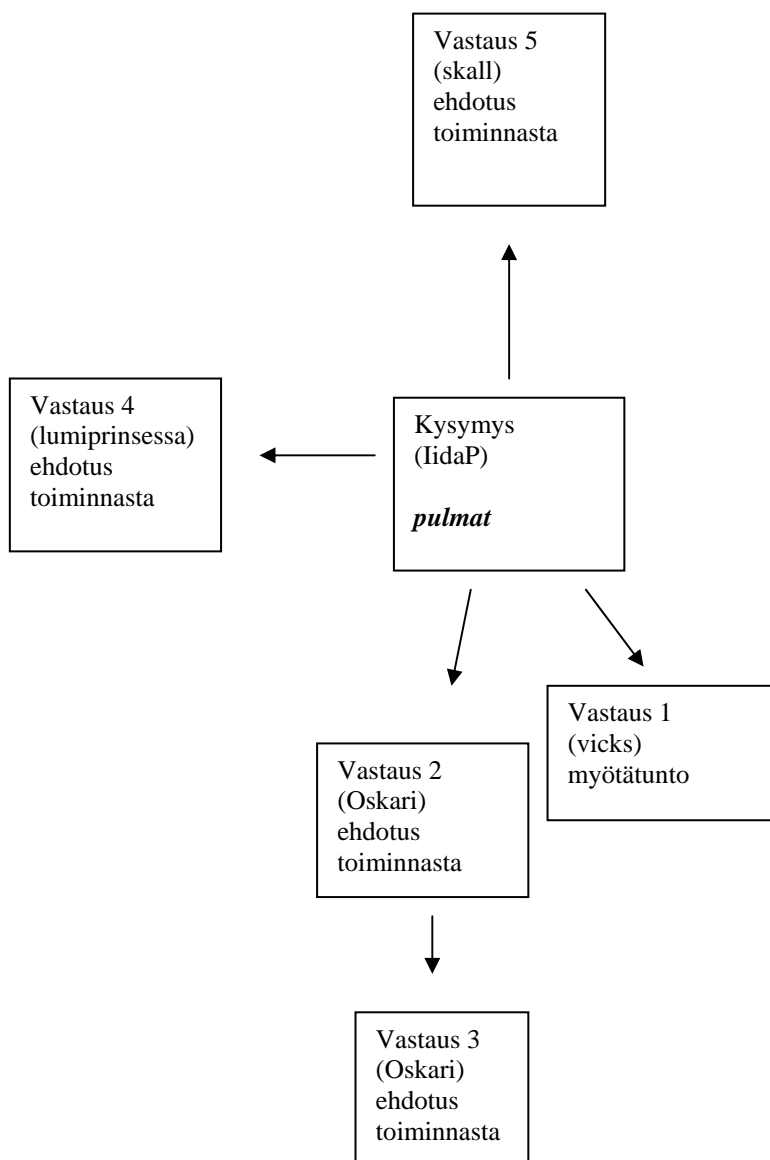 Vastaus 5
(skall)
ehdotus
toiminnasta
Vastaus 4
(lumiprinsessa)
ehdotus
toiminnasta
Kysymys
(IidaP)
pulmat
Vastaus 1
(vicks)
myötätunto
Vastaus 2
(Oskari)
ehdotus
toiminnasta
Vastaus 3
(Oskari)
ehdotus
toiminnasta